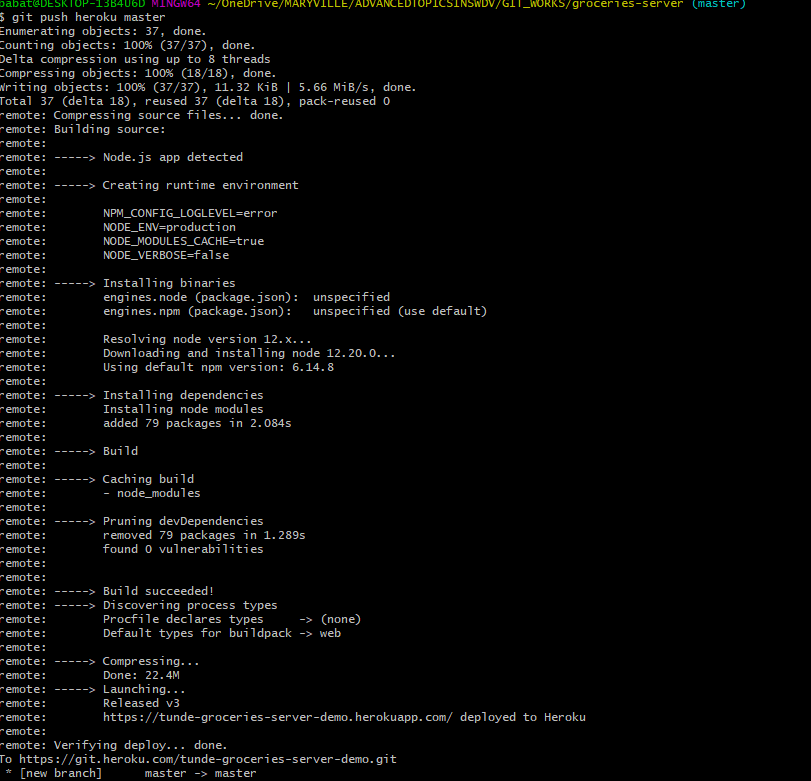 babat@DESKTOP-138406D MINGW64 ~/OneDrive/MARYVILLE/ADVANCEDTOPICSINSWDV/GIT_WORKS/groceries-server (master)
$ git push heroku master
Enumerating objects: 37, done.
Counting objects: 100% (37/37), done.
Delta compression using up to 8 threads
Compressing objects: 100% (18/18), done.
Writing objects: 100% (37/37), 11.32 KiB | 5.66 MiB/s, done.
Total 37 (delta 18), reused 37 (delta 18), pack-reused 0
remote: Compressing source files... done.
remote: Building source:
remote:
remote: -----> Node.js app detected
remote:
remote: -----> Creating runtime environment
remote:
remote:        NPM_CONFIG_LOGLEVEL=error
remote:        NODE_ENV=production
remote:        NODE_MODULES_CACHE=true
remote:        NODE_VERBOSE=false
remote:
remote: -----> Installing binaries
remote:        engines.node (package.json):  unspecified
remote:        engines.npm (package.json):   unspecified (use default)
remote:
remote:        Resolving node version 12.x...
remote:        Downloading and installing node 12.20.0...
remote:        Using default npm version: 6.14.8
remote:
remote: -----> Installing dependencies
remote:        Installing node modules
remote:        added 79 packages in 2.084s
remote:
remote: -----> Build
remote:
remote: -----> Caching build
remote:        - node_modules
remote:
remote: -----> Pruning devDependencies
remote:        removed 79 packages in 1.289s
remote:        found 0 vulnerabilities
remote:
remote:
remote: -----> Build succeeded!
remote: -----> Discovering process types
remote:        Procfile declares types     -> (none)
remote:        Default types for buildpack -> web
remote:
remote: -----> Compressing...
remote:        Done: 22.4M
remote: -----> Launching...
remote:        Released v3
remote:        https://tunde-groceries-server-demo.herokuapp.com/ deployed to Heroku
remote:
remote: Verifying deploy... done.
To https://git.heroku.com/tunde-groceries-server-demo.git
 * [new branch]      master -> master